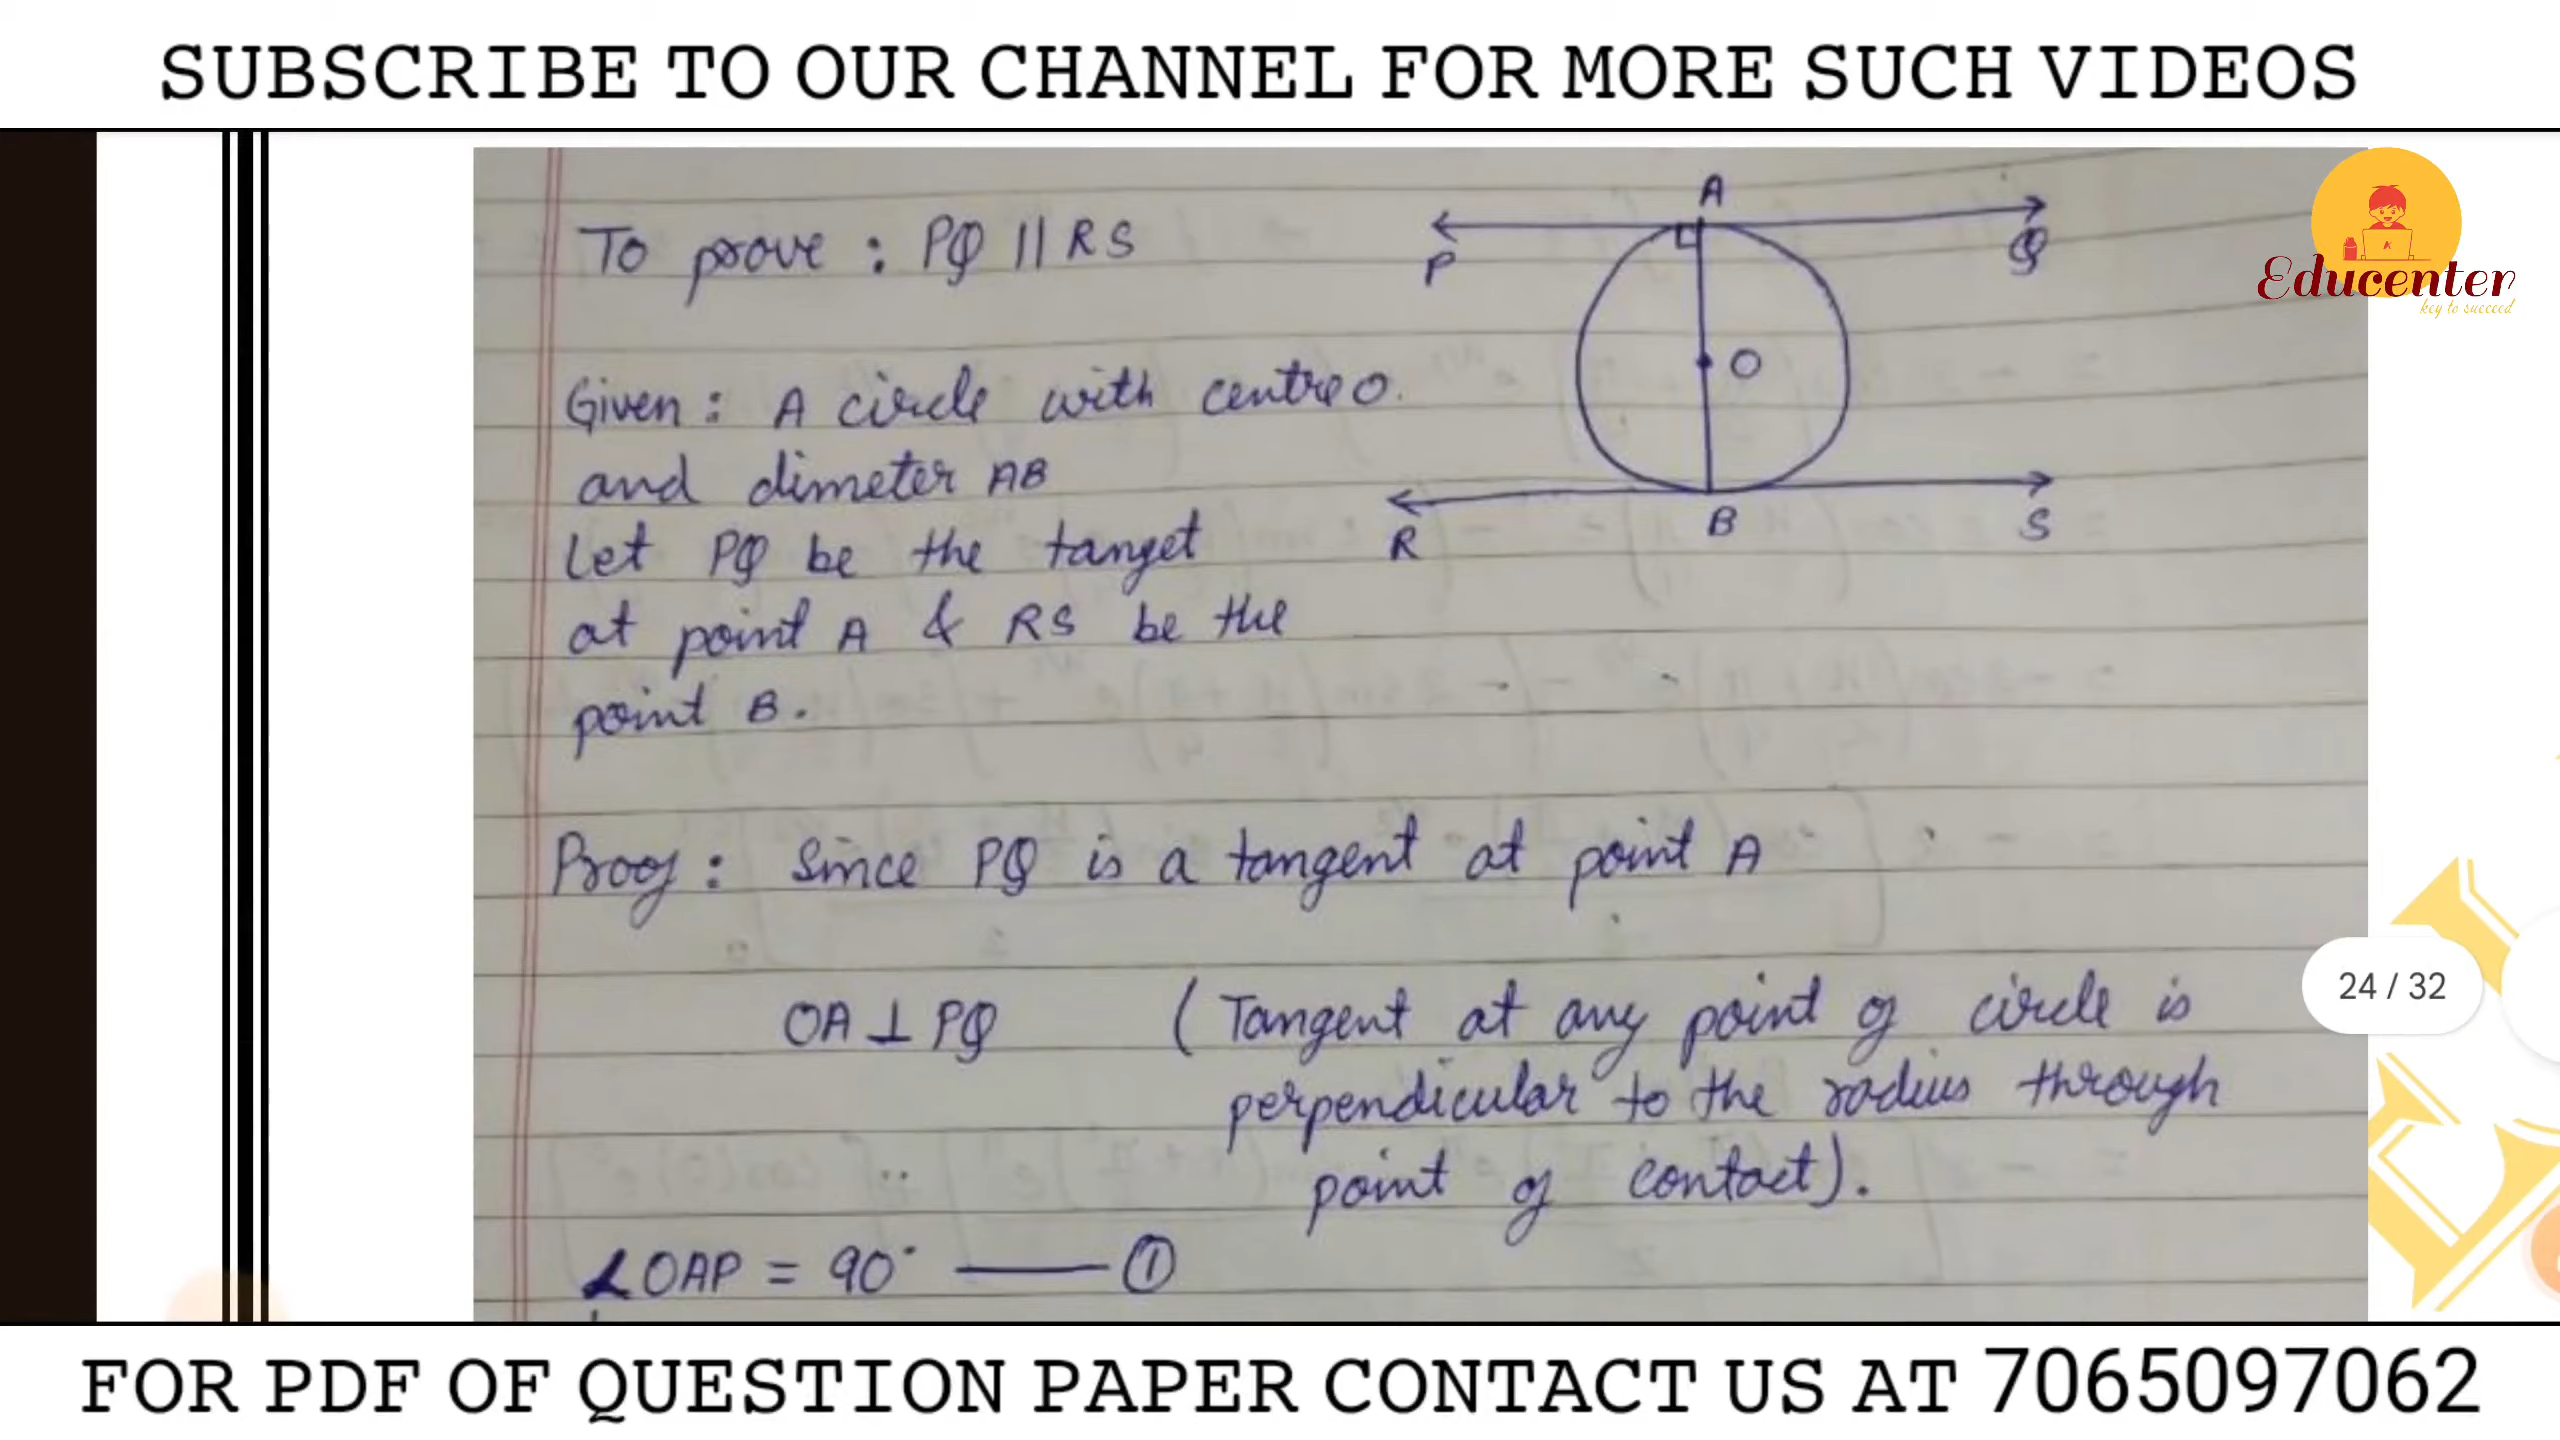 SUBSCRIBE TO OUR CHANNEL FOR MORE SUCH VIDEOS
To prove : PQ || RS
A
P
Q
O
R
B
S
Educenter
key to succeed
Given : A circle with centre O.
and dimeter AB
Let PQ be the tanget
at point A & RS be the
point B.
Proof : Since PQ is a tangent at point A
OA ⊥ PQ ( Tangent at any point of circle is
perpendicular to the radius through
point of contact).
∠OAP = 90° —— ①
24 / 32
FOR PDF OF QUESTION PAPER CONTACT US AT 7065097062